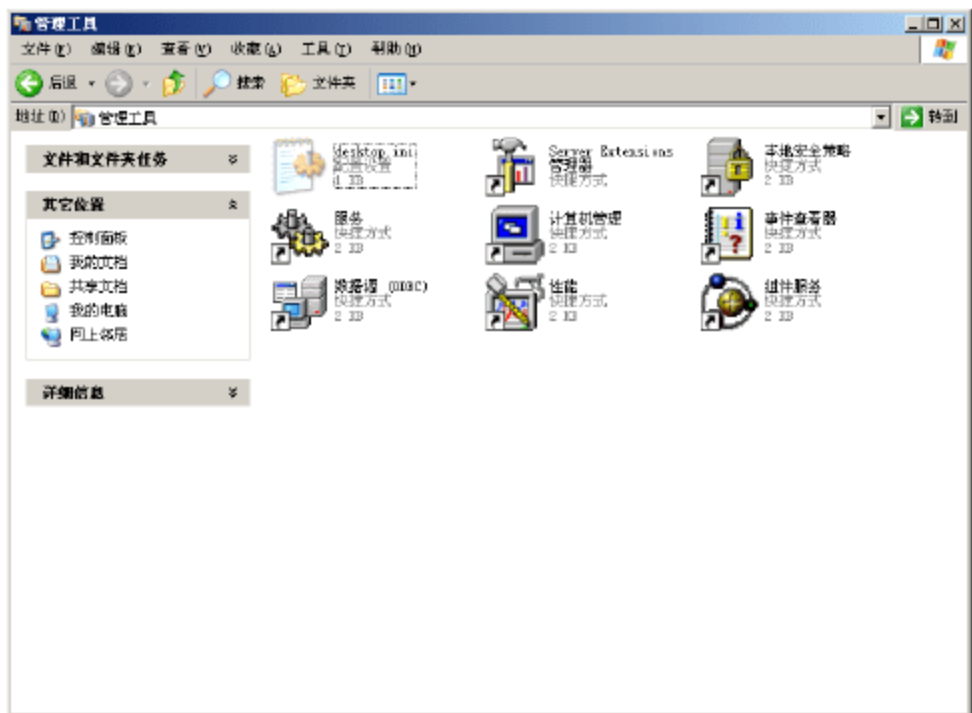 管理工具
文件(F) 编辑(E) 查看(V) 收藏(A) 工具(T) 帮助(H)
后退 搜索 文件夹
地址(D) 管理工具 转到
文件和文件夹任务
其它位置
控制面板
我的文档
共享文档
我的电脑
网上邻居
详细信息
desktop.ini
配置设置
1 KB
Server Extensions
管理器
快捷方式
本地安全策略
快捷方式
2 KB
服务
快捷方式
2 KB
计算机管理
快捷方式
2 KB
事件查看器
快捷方式
2 KB
数据源 (ODBC)
快捷方式
2 KB
性能
快捷方式
2 KB
组件服务
快捷方式
2 KB